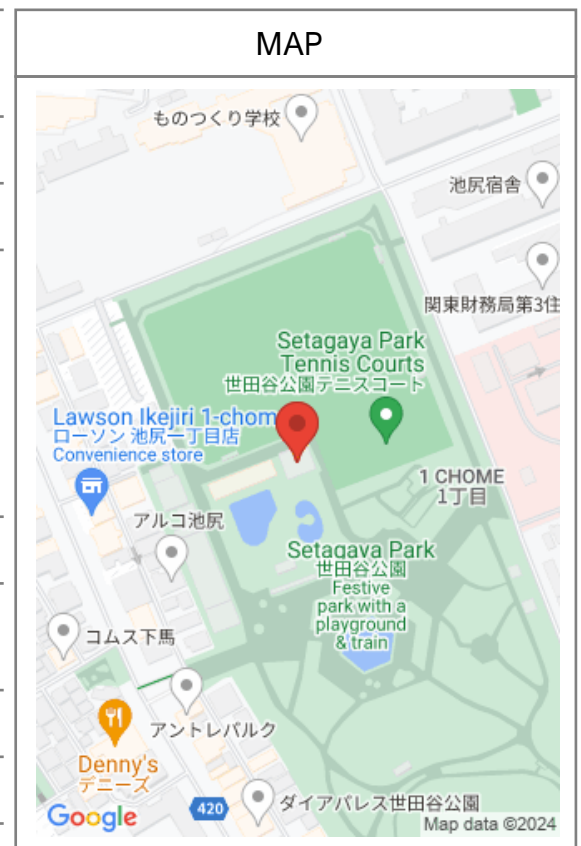 MAP
ものつくり学校
池尻宿舎
関東財務局第3住
Setagaya Park
Tennis Courts
世田谷公園テニスコート
Lawson Ikejiri 1-chom
ローソン 池尻一丁目店
Convenience store
1 CHOME
1丁目
アルコ池尻
Setagaya Park
世田谷公園
Festive
park with a
playground
& train
コムス下馬
アントレバルク
Denny's
デニーズ
420
ダイアパレス世田谷公園
Google
Map data ©2024